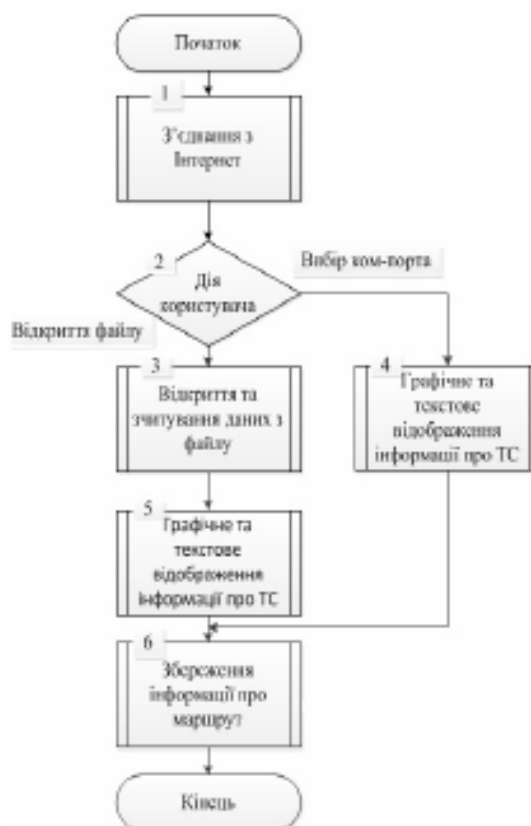 Початок
1
З'єднання з
Інтернет
2
Дія
користувача
Вибір ком-порта
Відкриття файлу
3
Відкриття та
зчитування даних з
файлу
4
Графічне та
текстове
відображення
інформації про ТС
5
Графічне та
текстове
відображення
інформації про ТС
6
Збереження
інформації про
маршрут
Кінець